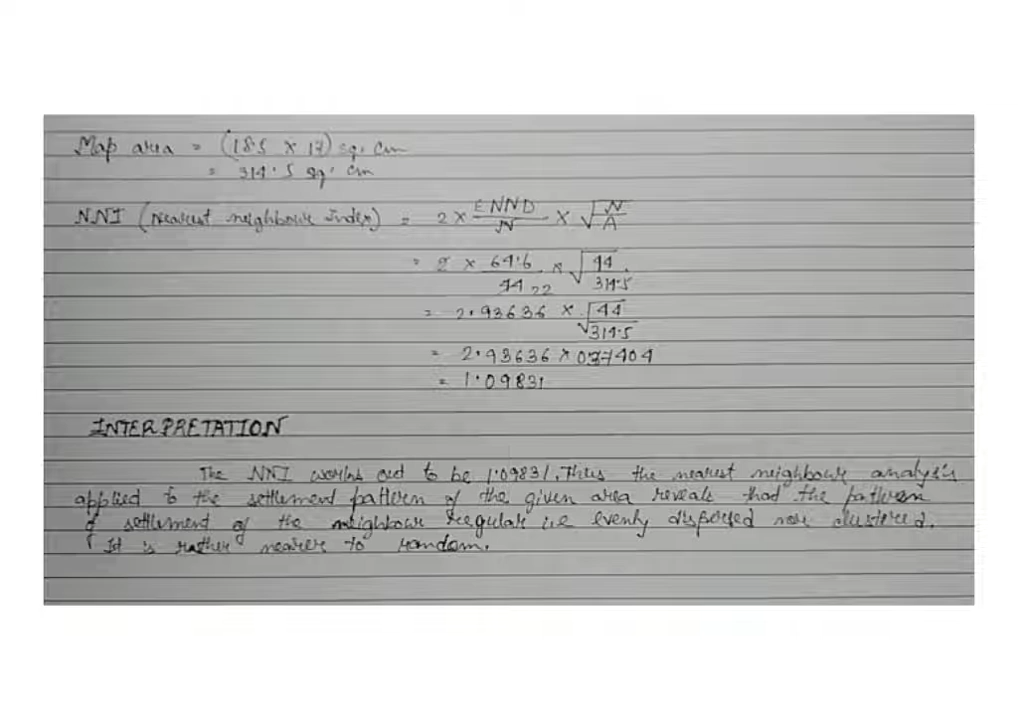 Map area = (18.5 × 17) sq. cm
= 314.5 sq. cm
NNI (Nearest neighbour Index) = 2 × ΣNND/N × √N/A
= 2 × 64.6/44 22 × √44/314.5
= 2.93636 × √44/314.5
= 2.93636 × 0.37404
= 1.09831
INTERPRETATION
The NNI works out to be 1.09831. Thus the nearest neighbour analysis
applied to the settlement pattern of the given area reveals that the pattern
of settlement of the neighbour regular i.e evenly dispersed nor clustered.
It is rather nearer to random.